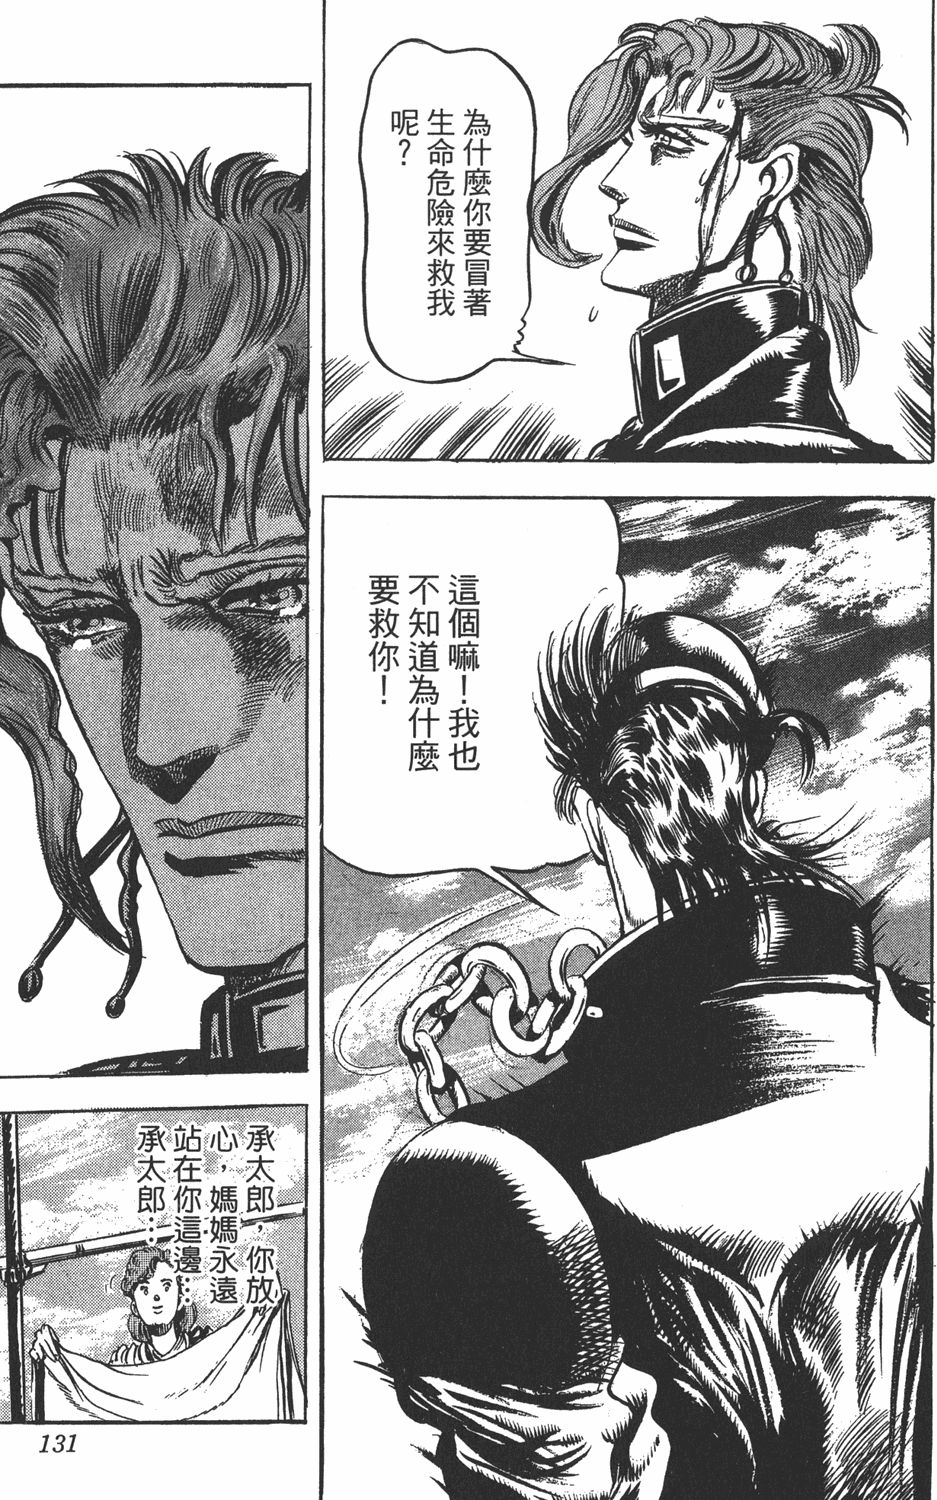 為什麼你要冒著
生命危險來救我
呢？
這個嘛！我也
不知道為什麼
要救你！
承太郎，你放
心，媽媽永遠
站在你這邊…
承太郎…
131